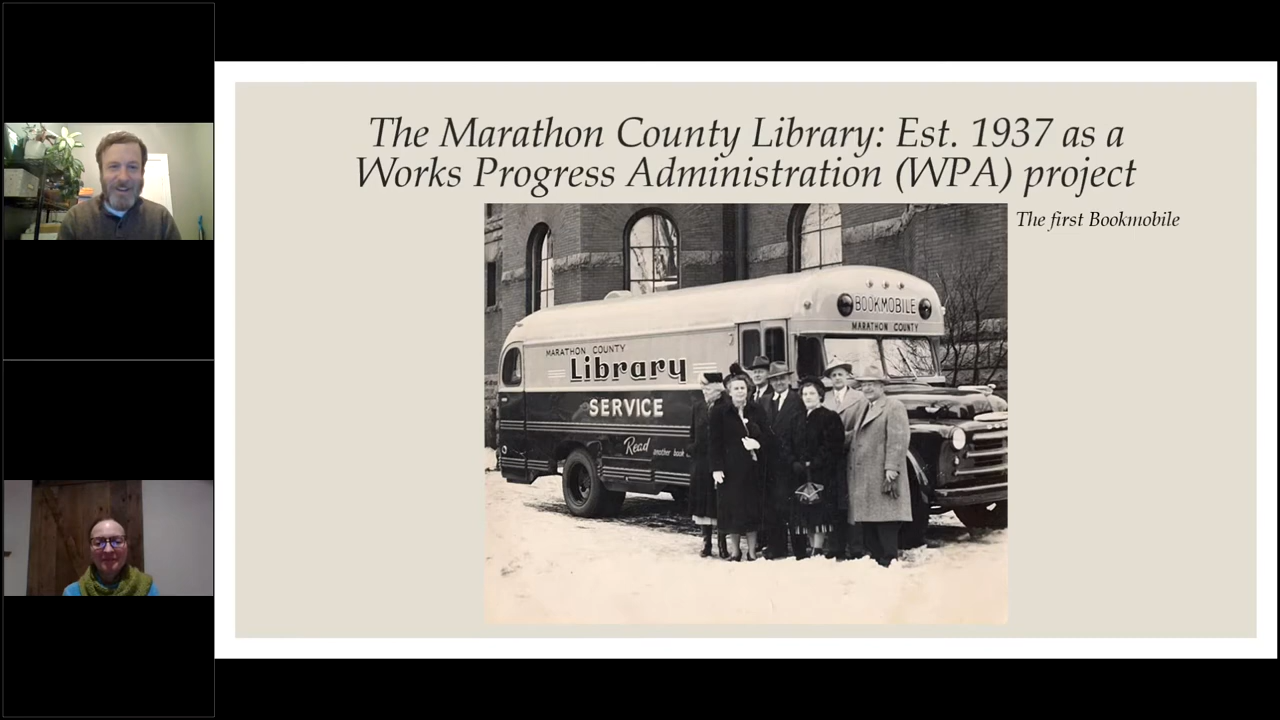 The Marathon County Library: Est. 1937 as a
Works Progress Administration (WPA) project
The first Bookmobile
BOOKMOBILE
MARATHON COUNTY
MARATHON COUNTY
Library
SERVICE
Read another book